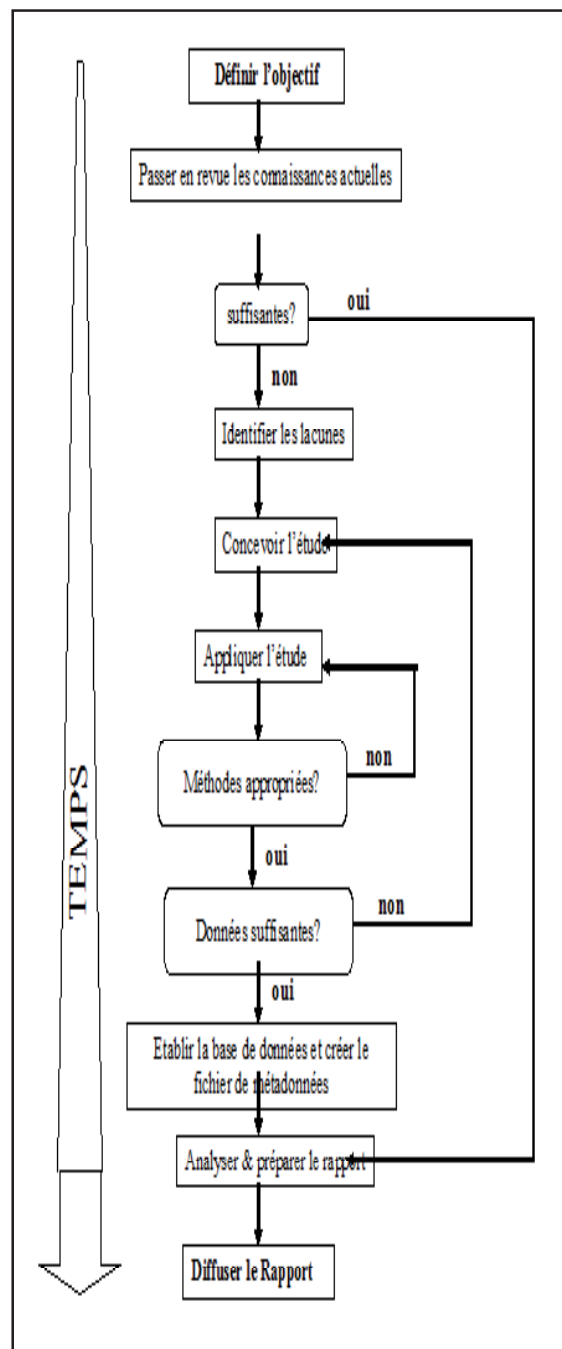 Définir l'objectif
Passer en revue les connaissances actuelles
suffisantes?
oui
non
Identifier les lacunes
Concevoir l'étude
Appliquer l'étude
Méthodes appropriées?
non
oui
Données suffisantes?
non
oui
Etablir la base de données et créer le
fichier de métadonnées
Analyser & préparer le rapport
Diffuser le Rapport
TEMPS